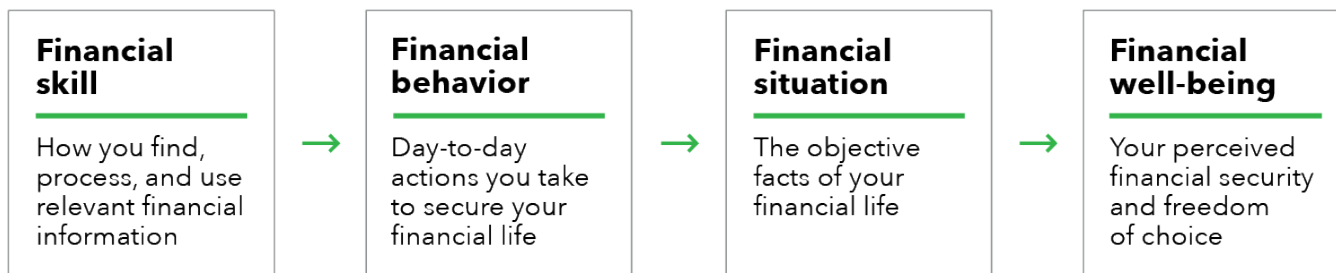 Financial
skill
How you find,
process, and use
relevant financial
information
→
Financial
behavior
Day-to-day
actions you take
to secure your
financial life
→
Financial
situation
The objective
facts of your
financial life
→
Financial
well-being
Your perceived
financial security
and freedom
of choice